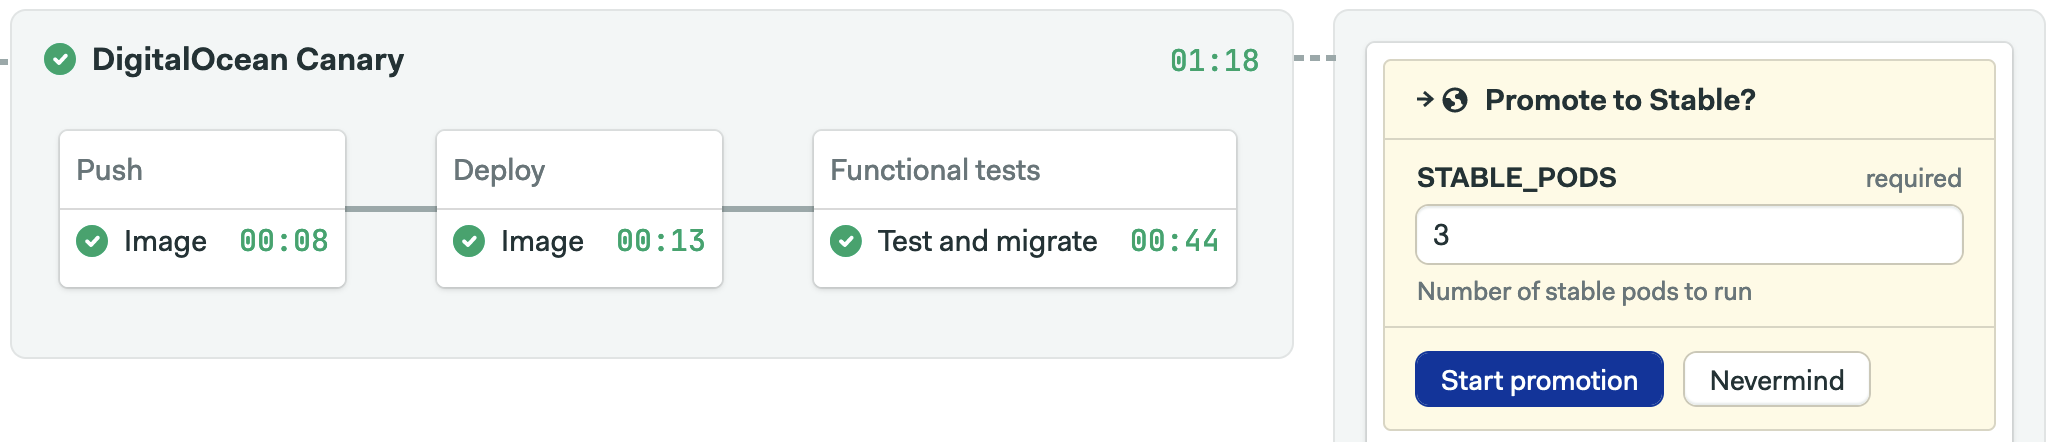 DigitalOcean Canary 01:18
Push
Image 00:08
Deploy
Image 00:13
Functional tests
Test and migrate 00:44
Promote to Stable?
STABLE_PODS required
3
Number of stable pods to run
Start promotion Nevermind